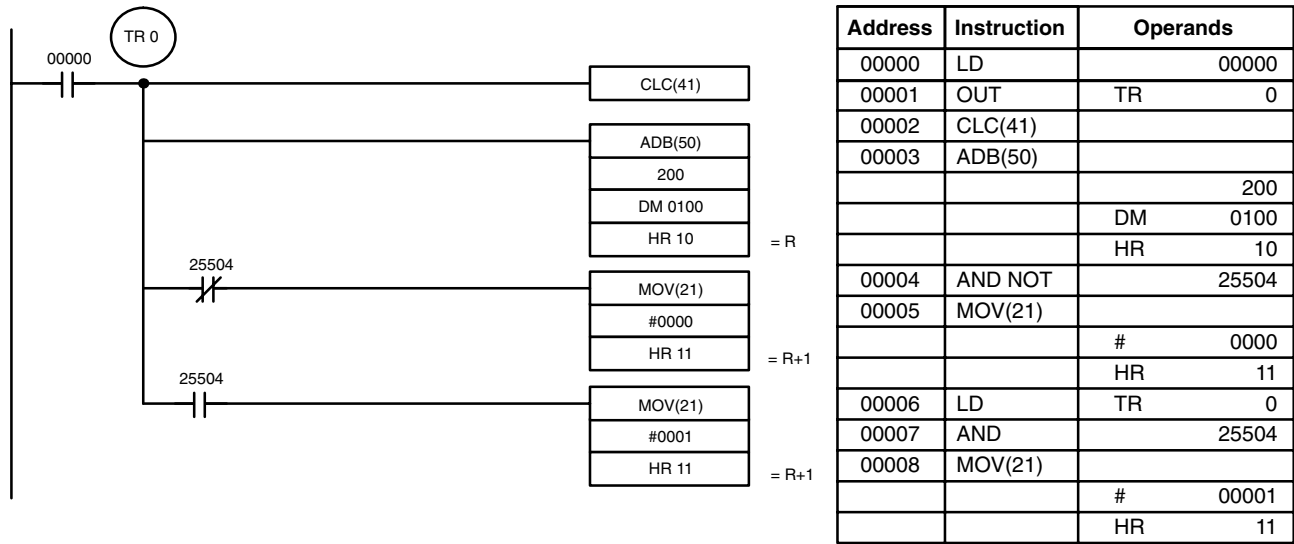 TR 0
00000
CLC(41)
ADB(50)
200
DM 0100
HR 10
= R
25504
MOV(21)
#0000
HR 11
= R+1
25504
MOV(21)
#0001
HR 11
= R+1
Address Instruction Operands
00000 LD 00000
00001 OUT TR 0
00002 CLC(41)
00003 ADB(50)
200
DM 0100
HR 10
00004 AND NOT 25504
00005 MOV(21)
# 0000
HR 11
00006 LD TR 0
00007 AND 25504
00008 MOV(21)
# 00001
HR 11